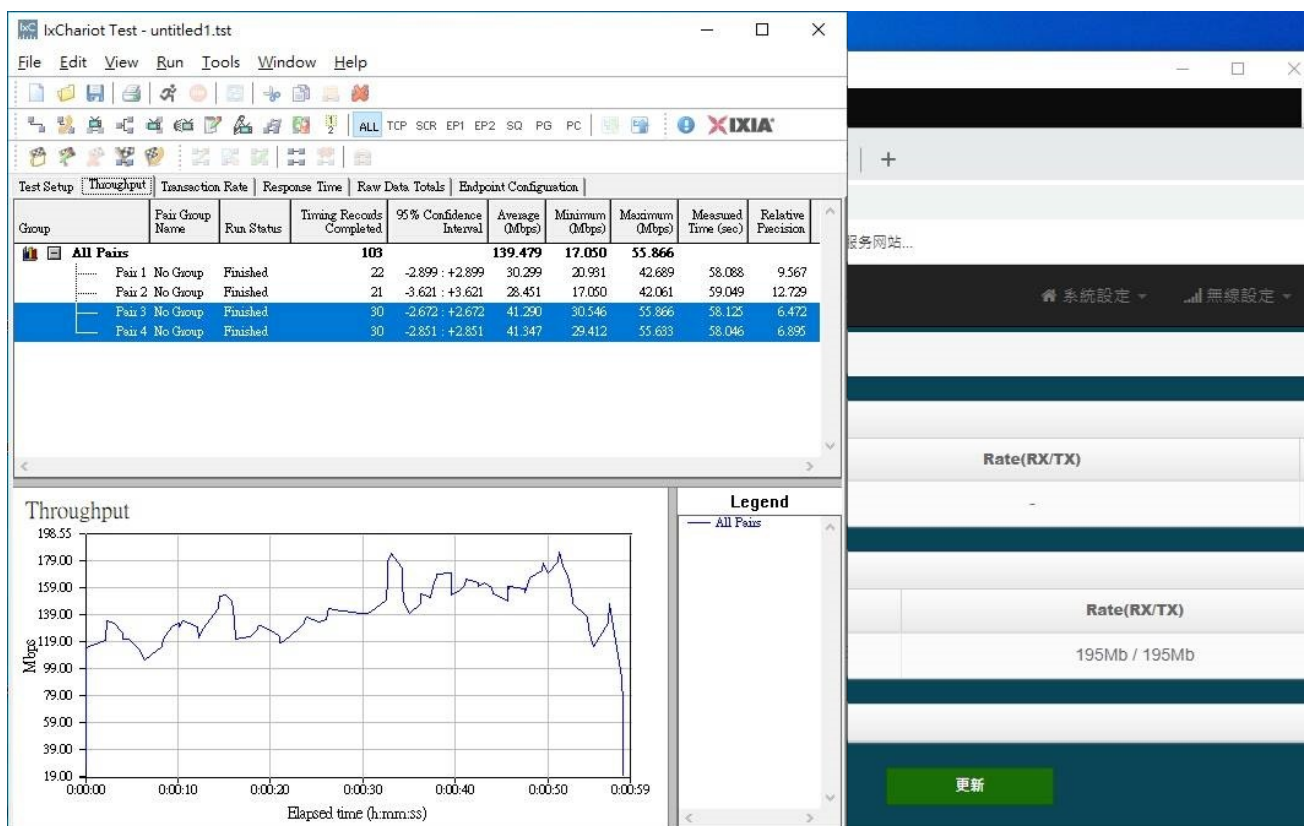 IxChariot Test - untitled1.tst
File Edit View Run Tools Window Help
ALL TCP SCR EP1 EP2 SQ PG PC XIXIA
Test Setup Throughput Transaction Rate Response Time Raw Data Totals Endpoint Configuration
Group Pair Group Name Run Status Timing Records Completed 95% Confidence Interval Average (Mbps) Minimum (Mbps) Maximum (Mbps) Measured Time (sec) Relative Precision
All Pairs 103 139.479 17.050 55.866
Pair 1 No Group Finished 22 -2.899 : +2.899 30.299 20.931 42.689 58.088 9.567
Pair 2 No Group Finished 21 -3.621 : +3.621 28.451 17.050 42.061 59.049 12.729
Pair 3 No Group Finished 30 -2.672 : +2.672 41.290 30.546 55.866 58.125 6.472
Pair 4 No Group Finished 30 -2.851 : +2.851 41.347 29.412 55.633 58.046 6.895
Throughput
198.55
179.00
159.00
139.00
119.00
99.00
79.00
59.00
39.00
19.00
Mbps
0:00:00 0:00:10 0:00:20 0:00:30 0:00:40 0:00:50 0:00:59
Elapsed time (h:mm:ss)
Legend
All Pairs
服务网站...
系統設定 無線設定
Rate(RX/TX)
-
Rate(RX/TX)
195Mb / 195Mb
更新